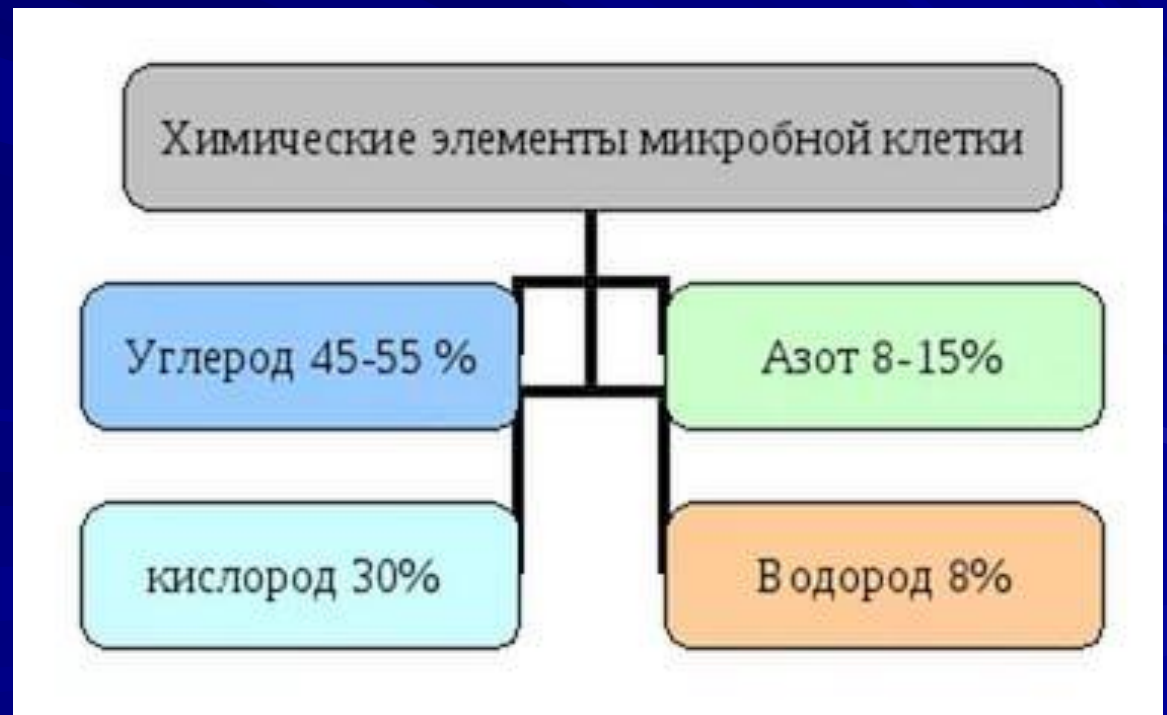 Химические элементы микробной клетки
Углерод 45-55 %
Азот 8-15%
кислород 30%
Водород 8%